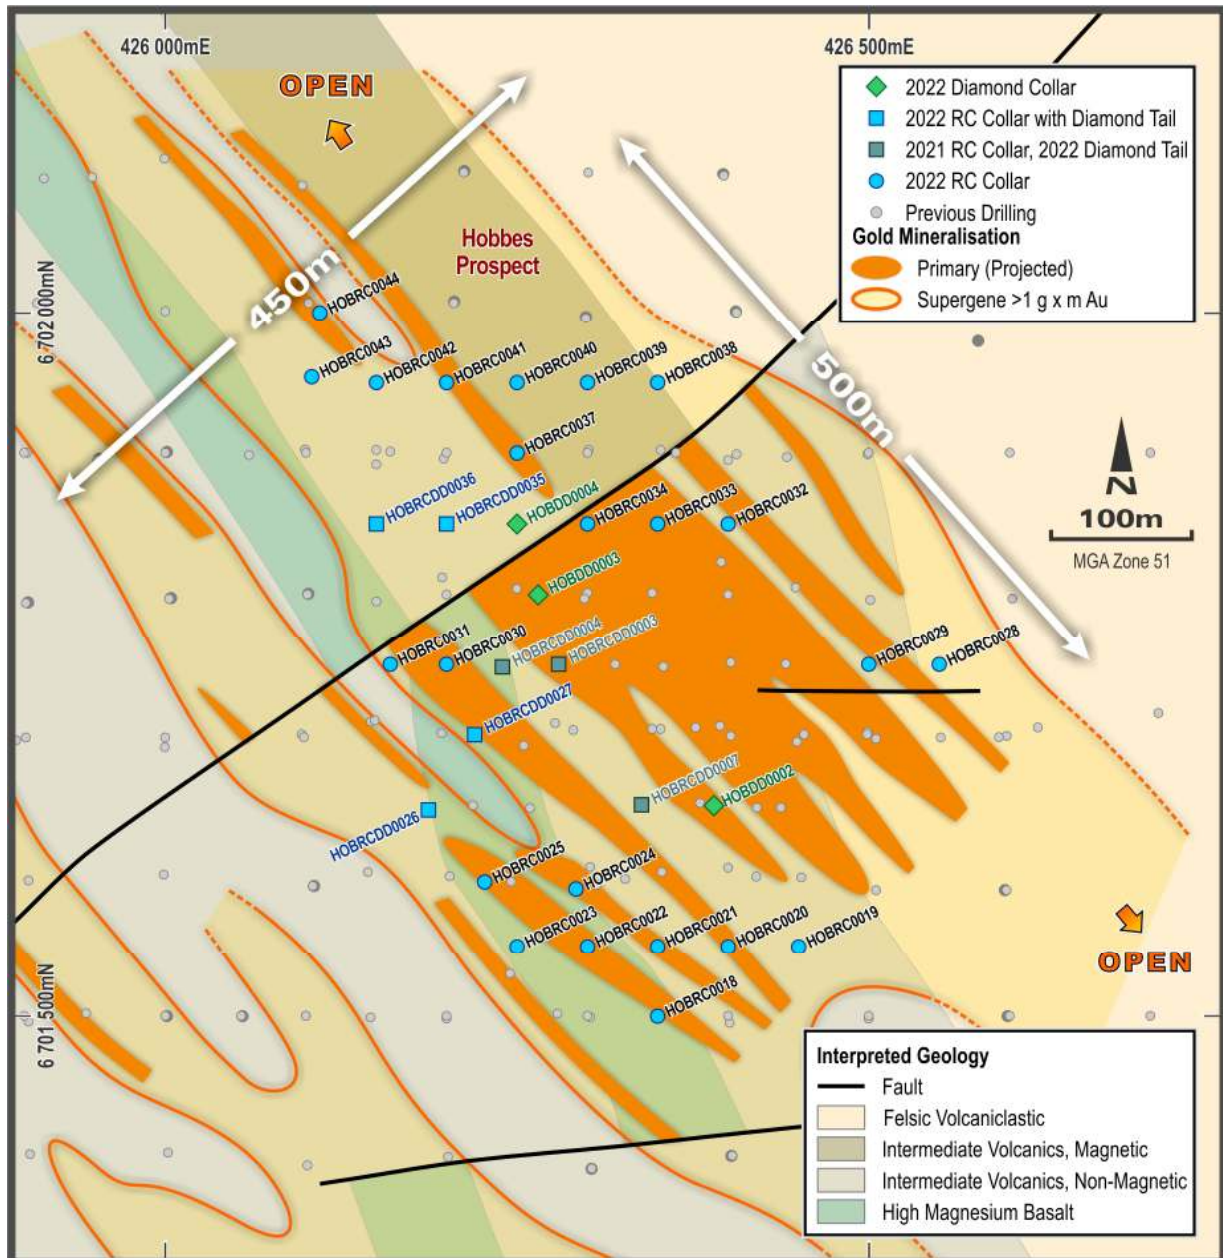 426 000mE
426 500mE
OPEN
2022 Diamond Collar
2022 RC Collar with Diamond Tail
2021 RC Collar, 2022 Diamond Tail
2022 RC Collar
Previous Drilling
Gold Mineralisation
Primary (Projected)
Supergene >1 g x m Au
Hobbes
Prospect
450m
500m
6 702 000mN
HOBRC0044
HOBRC0043
HOBRC0042
HOBRC0041
HOBRC0040
HOBRC0039
HOBRC0038
HOBRC0037
N
100m
MGA Zone 51
HOBRCDD0036
HOBRCDD0035
HOBDD0004
HOBRC0034
HOBRC0033
HOBRC0032
HOBDD0003
HOBRC0031
HOBRC0030
HOBRCDD0004
HOBRCDD0003
HOBRC0029
HOBRC0028
HOBRCDD0027
HOBRCDD0007
HOBDD0002
HOBRCDD0026
HOBRC0025
HOBRC0024
HOBRC0023
HOBRC0022
HOBRC0021
HOBRC0020
HOBRC0019
OPEN
HOBRC0018
6 701 500mN
Interpreted Geology
Fault
Felsic Volcaniclastic
Intermediate Volcanics, Magnetic
Intermediate Volcanics, Non-Magnetic
High Magnesium Basalt